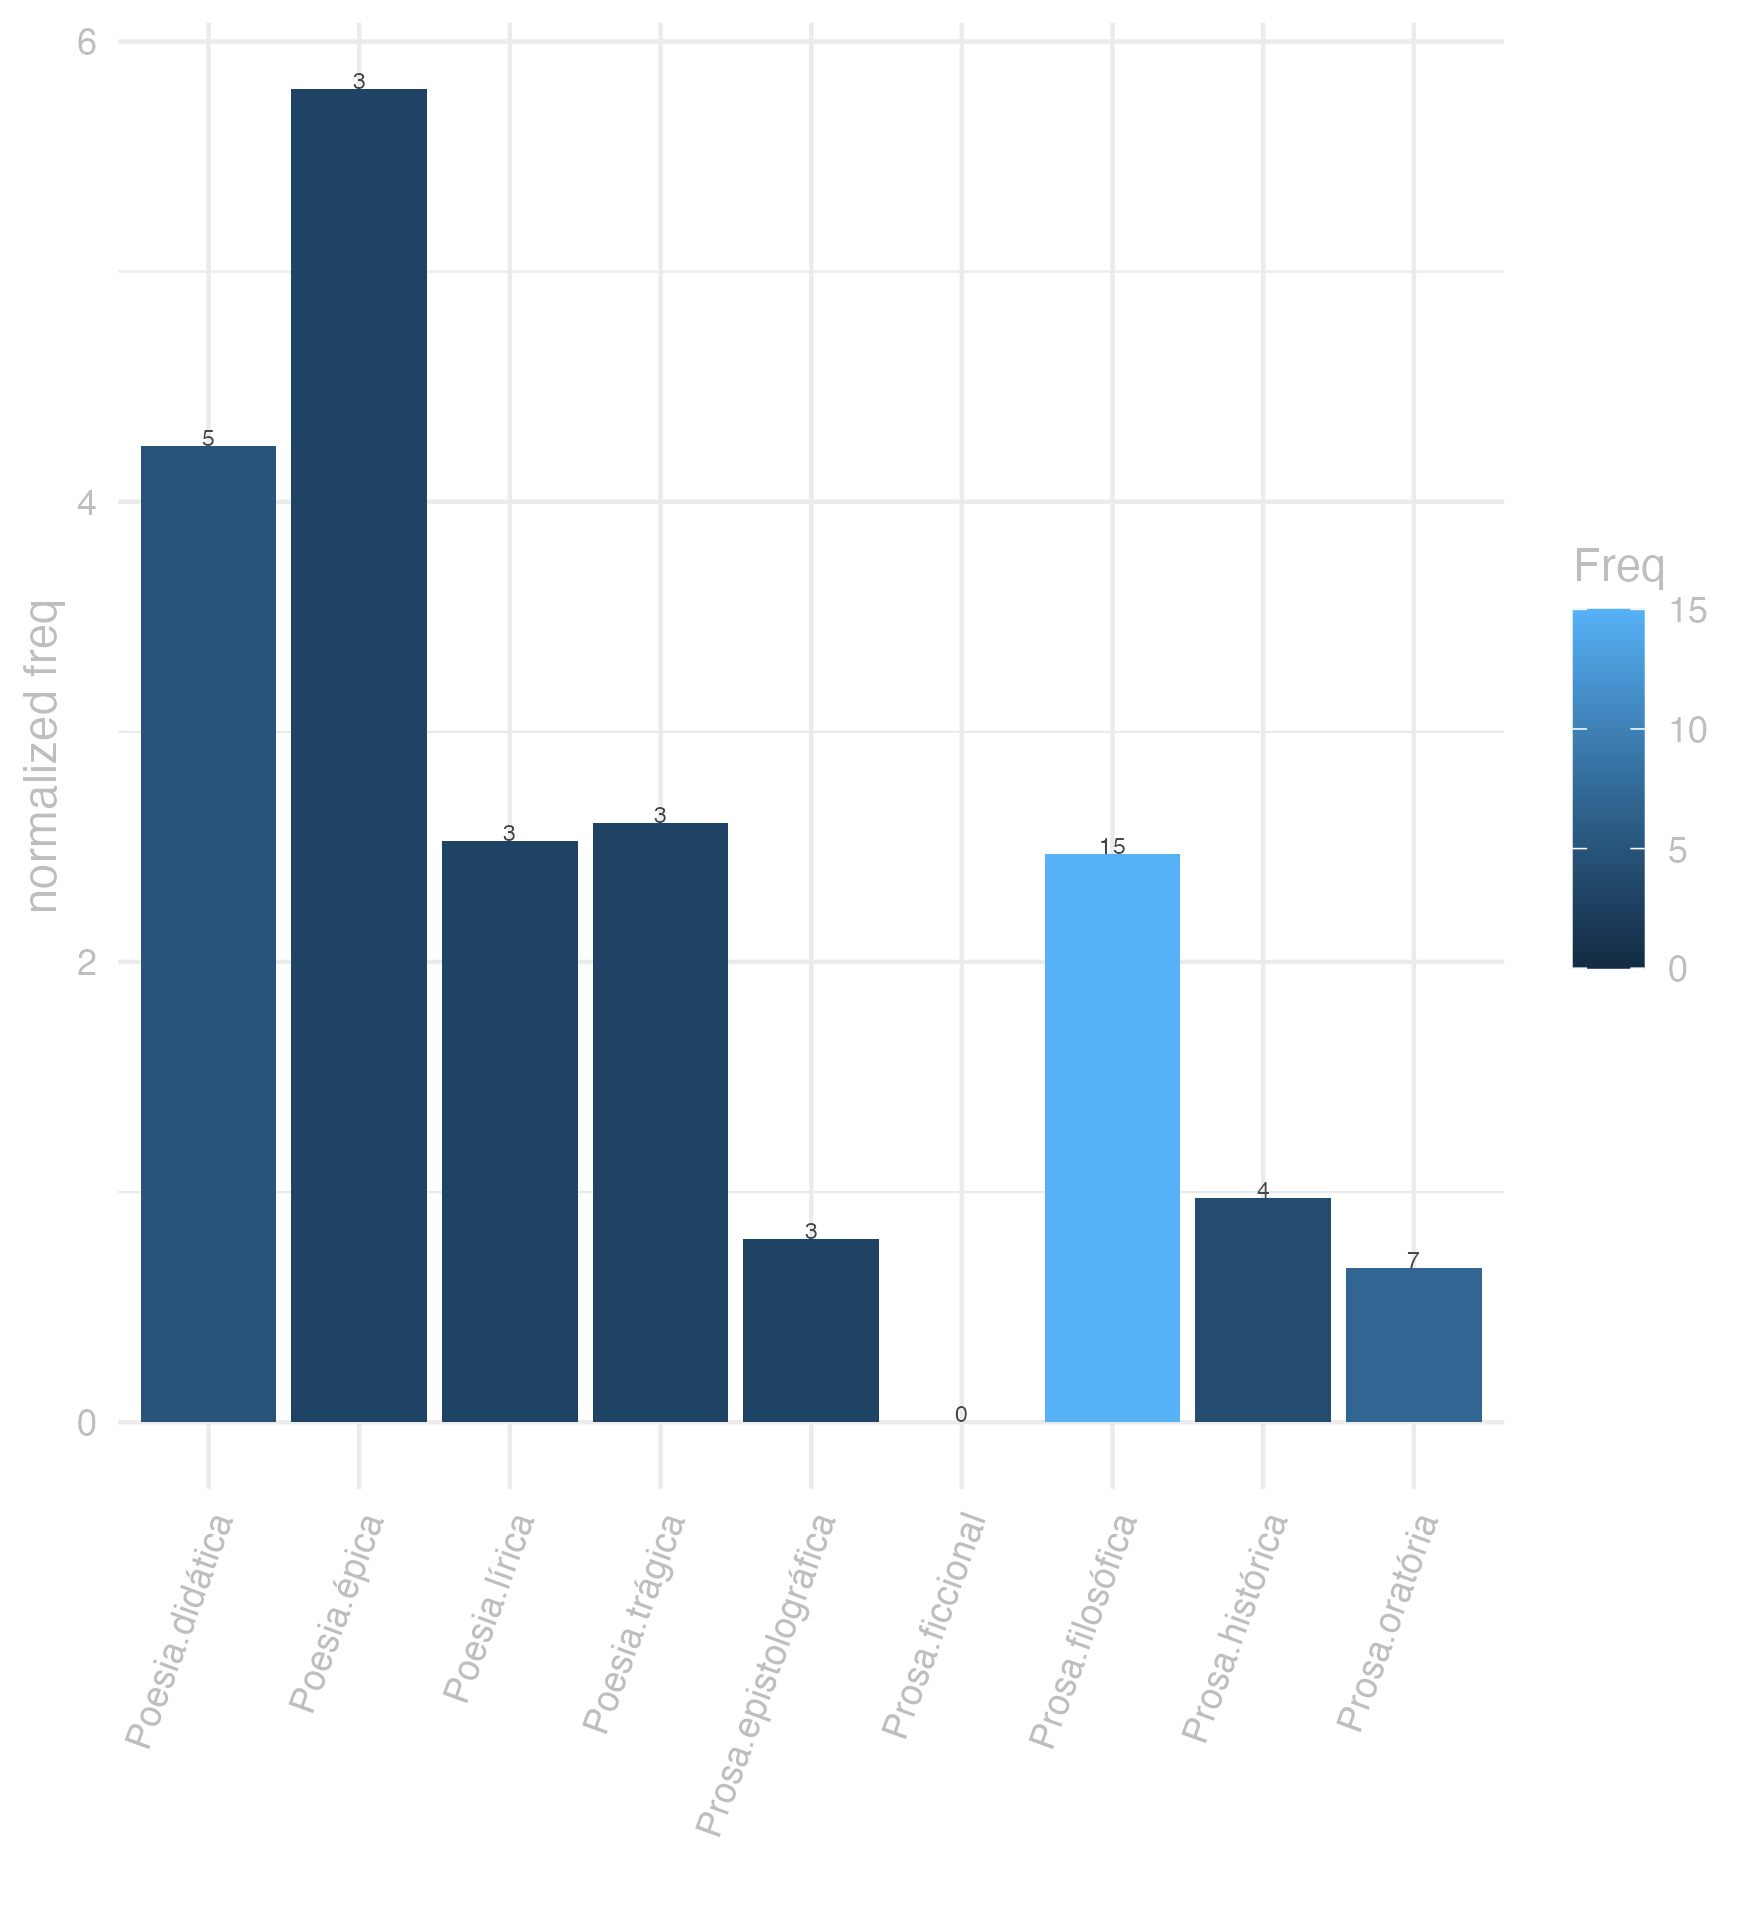 normalized freq
6
4
2
0
5
3
3
3
3
0
15
4
7
Poesia.didática
Poesia.épica
Poesia.lírica
Poesia.trágica
Prosa.epistolográfica
Prosa.ficcional
Prosa.filosófica
Prosa.histórica
Prosa.oratória
Freq
15
10
5
0